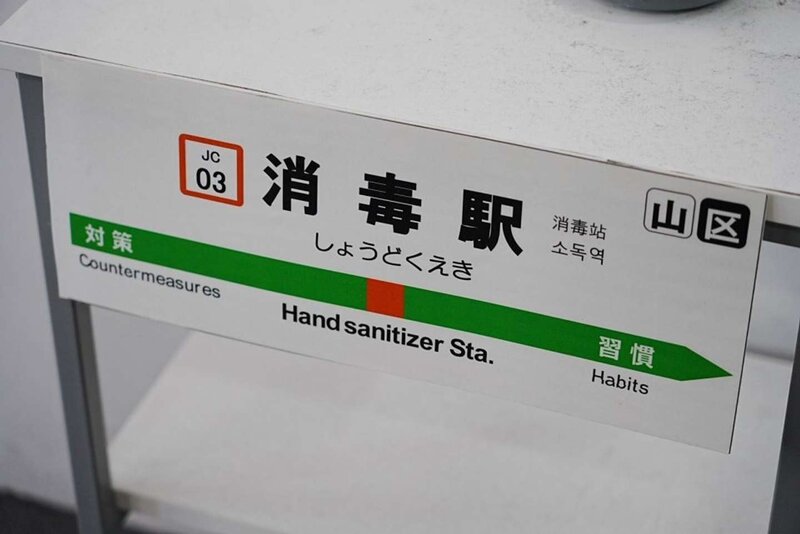 JC
03
消毒駅
しょうどくえき
消毒站
소독역
山 区
対策
Countermeasures
Hand sanitizer Sta.
習慣
Habits